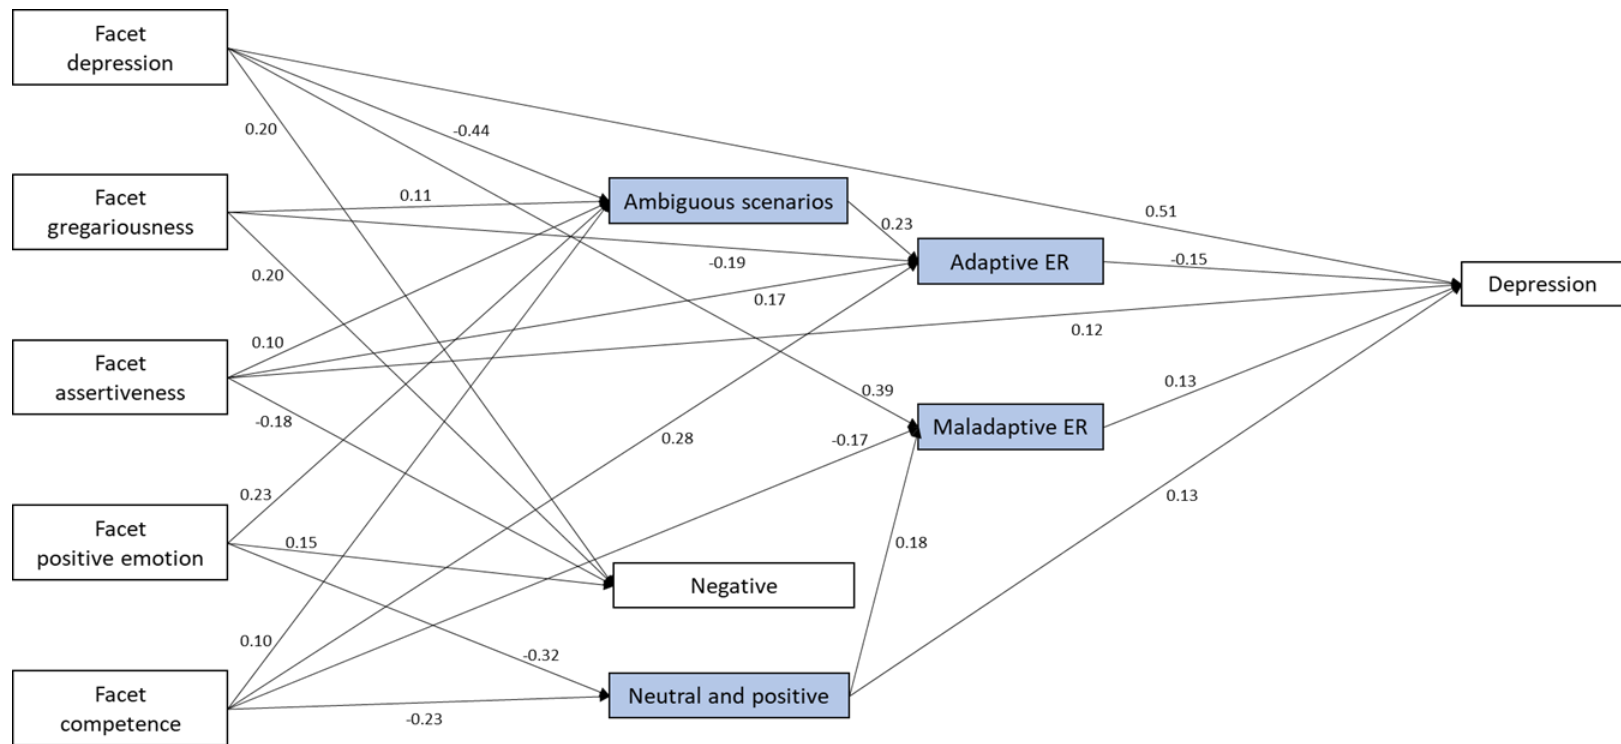 Facet
depression
0.20
-0.44
Facet
gregariousness
0.11
Ambiguous scenarios
0.51
0.23
0.20
-0.19
Adaptive ER
-0.15
Depression
0.17
0.12
Facet
assertiveness
0.10
-0.18
0.39
0.13
Maladaptive ER
0.28
-0.17
0.23
0.13
Facet
positive emotion
0.15
0.18
Negative
0.10
-0.32
Facet
competence
-0.23
Neutral and positive